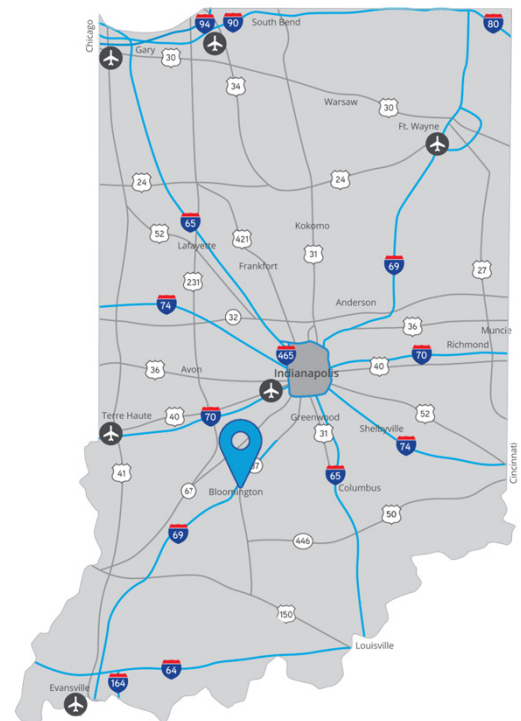 Chicago
94
90
South Bend
80
Gary
30
34
Warsaw
30
Ft. Wayne
24
24
65
52
Lafayette
421
Kokomo
31
Frankfort
69
27
231
74
Anderson
32
36
Muncie
465
70
Richmond
36
Avon
Indianapolis
40
Terre Haute
40
70
Greenwood
52
31
Shelbyville
74
Cincinnati
41
37
65
67
Bloomington
Columbus
50
69
446
150
Louisville
64
Evansville
164